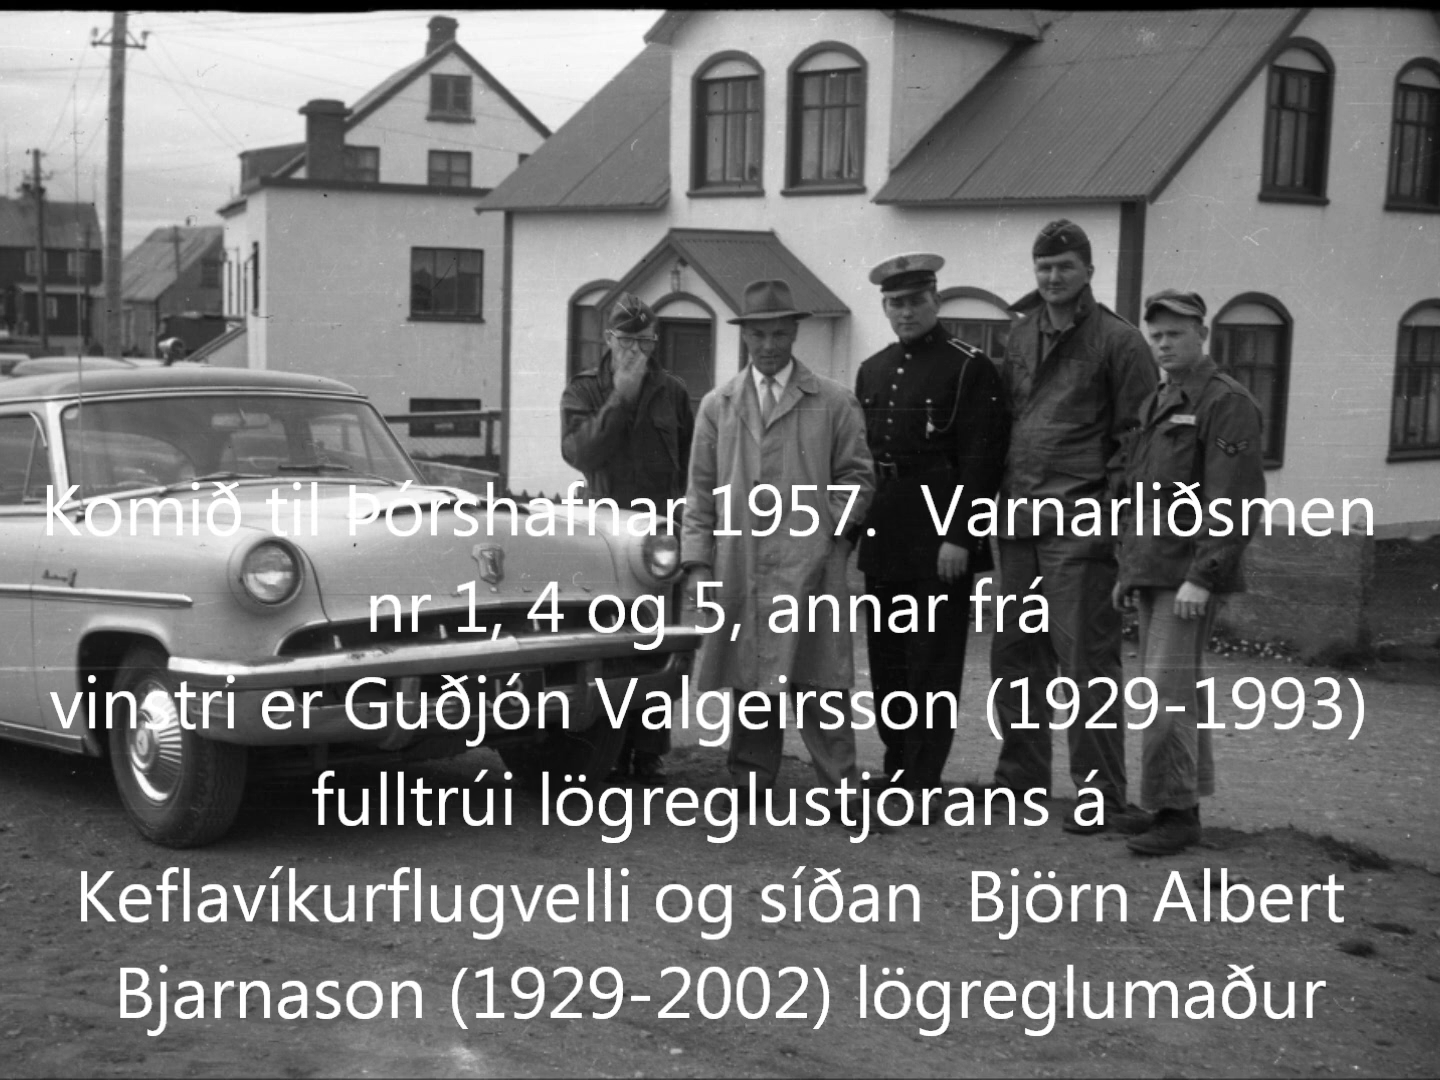 Komið til Þórshafnar 1957. Varnarliðsmen
nr 1, 4 og 5, annar frá
vinstri er Guðjón Valgeirsson (1929-1993)
fulltrúi lögreglustjórans á
Keflavíkurflugvelli og síðan Björn Albert
Bjarnason (1929-2002) lögreglumaður